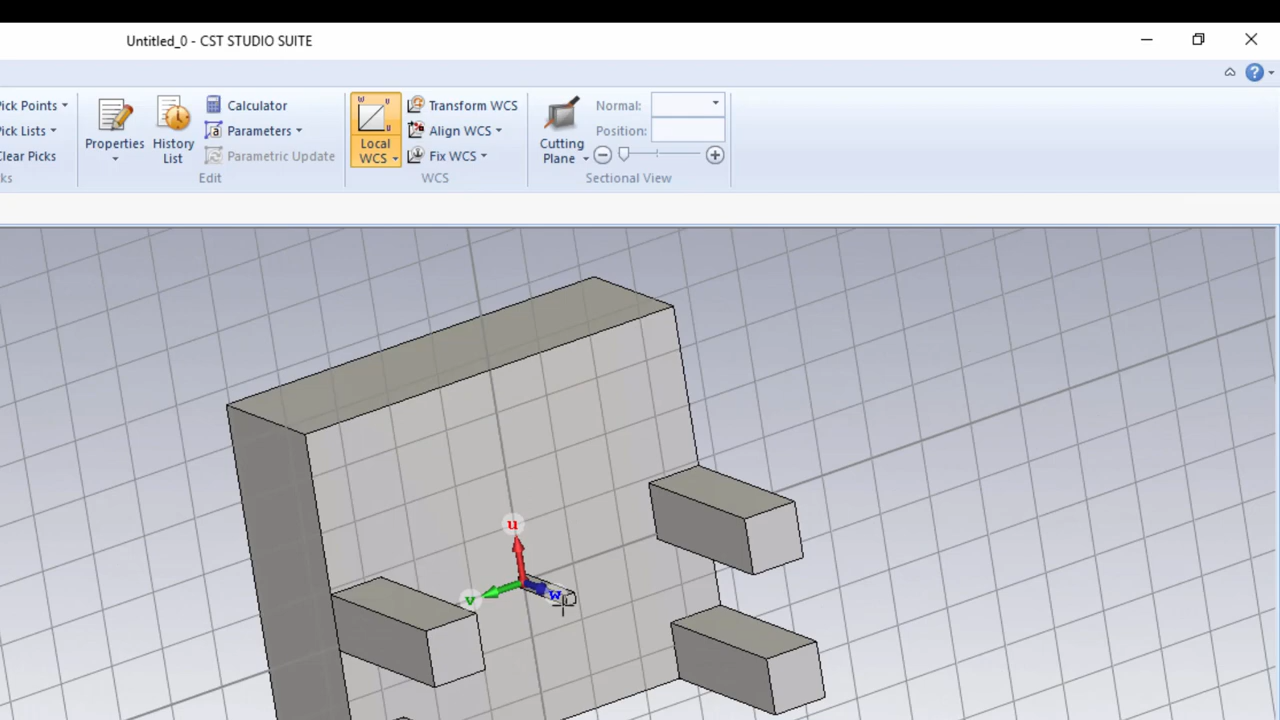 Untitled_0 - CST STUDIO SUITE
ick Points
ick Lists
lear Picks
ks
Properties
History
List
Calculator
Parameters
Parametric Update
Edit
Local
WCS
Transform WCS
Align WCS
Fix WCS
WCS
Cutting
Plane
Normal:
Position:
Sectional View
u
v
w